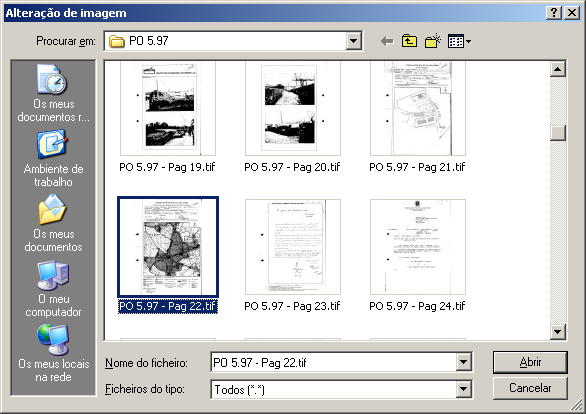 Alteração de imagem
Procurar em:
PO 5.97
Os meus
documentos r...
Ambiente de
trabalho
Os meus
documentos
O meu
computador
Os meus locais
na rede
PO 5.97 - Pag 19.tif
PO 5.97 - Pag 20.tif
PO 5.97 - Pag 21.tif
PO 5.97 - Pag 22.tif
PO 5.97 - Pag 23.tif
PO 5.97 - Pag 24.tif
Nome do ficheiro:
PO 5.97 - Pag 22.tif
Abrir
Ficheiros do tipo:
Todos (*.*)
Cancelar